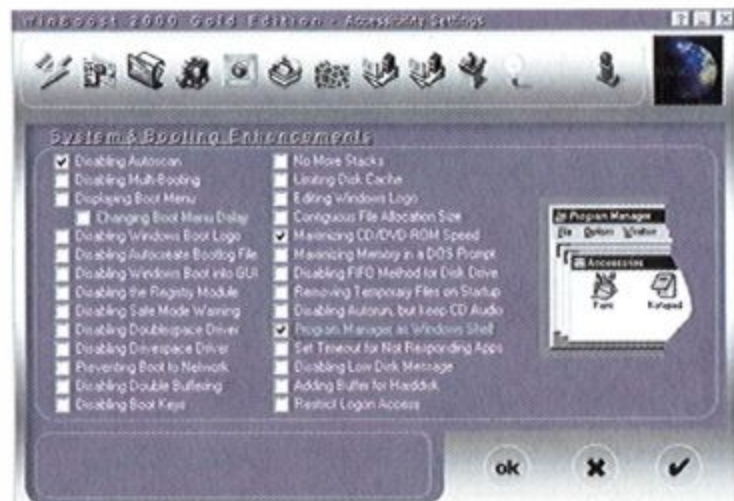 WinBoost 2000 Gold Edition - Accessibility Settings
System & Booting Enhancements
Disabling Autoscan
Disabling Multi-Booting
Displaying Boot Menu
Changing Boot Menu Delay
Disabling Windows Boot Logo
Disabling Autocreate Bootlog File
Disabling Windows Boot into GUI
Disabling the Registry Module
Disabling Safe Mode Warning
Disabling Doublespace Driver
Disabling Drivespace Driver
Preventing Boot to Network
Disabling Double Buffering
Disabling Boot Keys
No More Stacks
Limiting Disk Cache
Editing Windows Logo
Contiguous File Allocation Size
Maximizing CD/DVD-ROM Speed
Maximizing Memory in a DOS Prompt
Disabling FIFO Method for Disk Drive
Removing Temporary Files on Startup
Disabling Autorun, but keep CD Audio
Program Manager as Windows Shell
Set Timeout for Not Responding Apps
Disabling Low Disk Message
Adding Buffer for Harddisk
Restrict Logon Access
Program Manager
File Options Window
Accessories
Notepad
ok